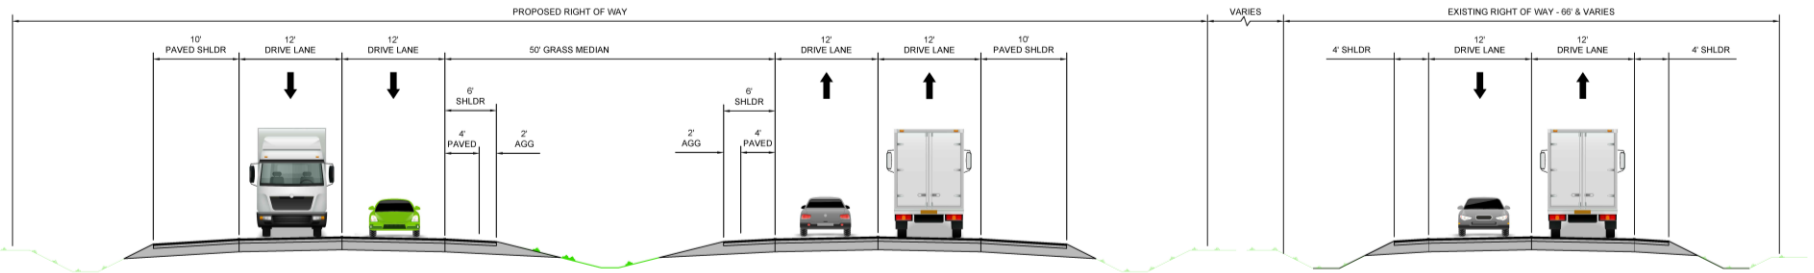 PROPOSED RIGHT OF WAY
VARIES
EXISTING RIGHT OF WAY - 66' & VARIES
10'
PAVED SHLDR
12'
DRIVE LANE
12'
DRIVE LANE
50' GRASS MEDIAN
12'
DRIVE LANE
12'
DRIVE LANE
10'
PAVED SHLDR
4' SHLDR
12'
DRIVE LANE
12'
DRIVE LANE
4' SHLDR
6'
SHLDR
4'
PAVED
2'
AGG
6'
SHLDR
2'
AGG
4'
PAVED